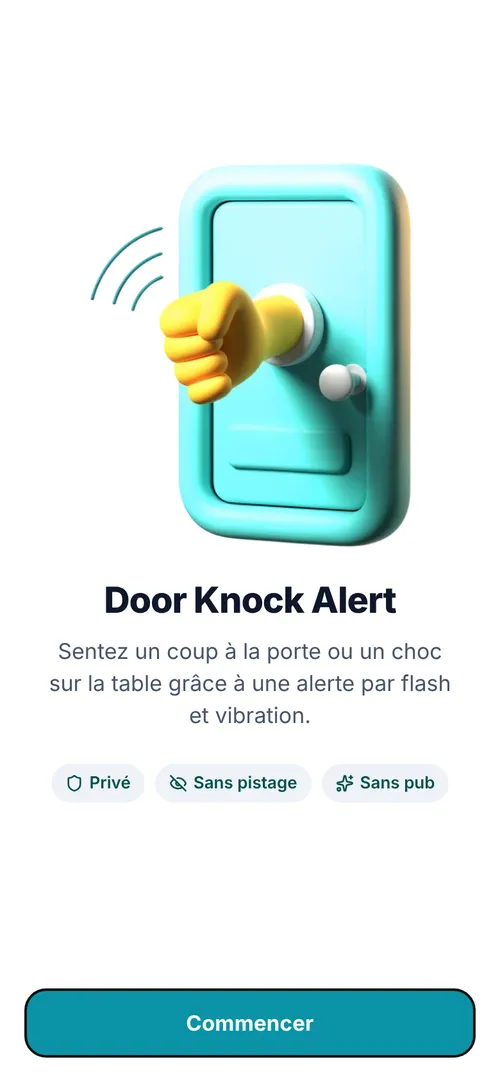 Door Knock Alert
Sentez un coup à la porte ou un choc
sur la table grâce à une alerte par flash
et vibration.
Privé
Sans pistage
Sans pub
Commencer